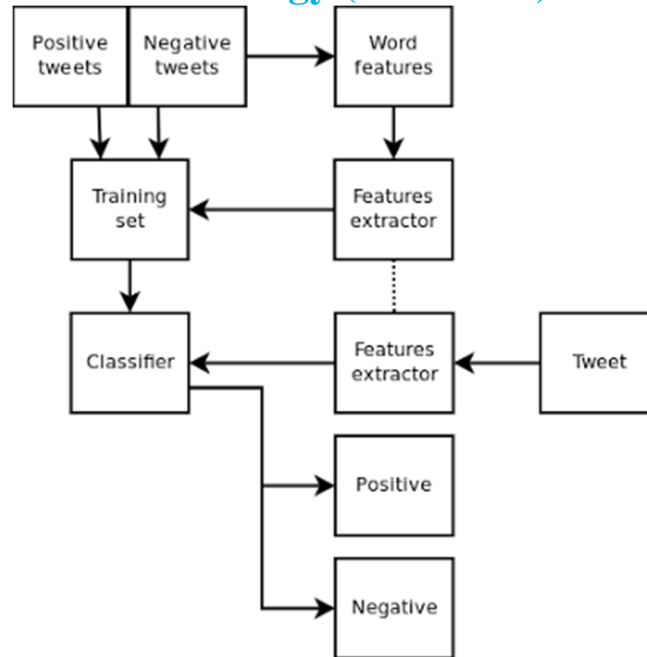 Positive
tweets
Negative
tweets
Word
features
Training
set
Features
extractor
Classifier
Features
extractor
Tweet
Positive
Negative